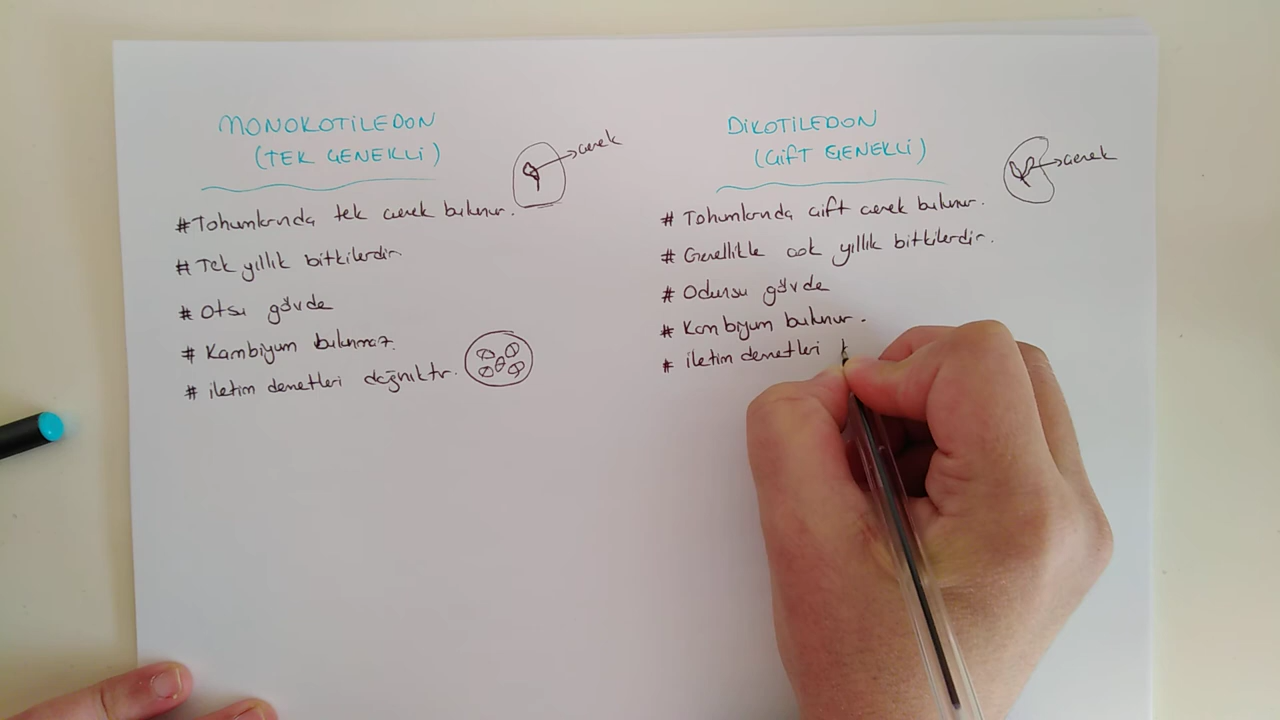 MONOKOTİLEDON
(TEK ÇENEKLİ)
çenek
# Tohumlarında tek çenek bulunur.
# Tek yıllık bitkilerdir.
# Otsu gövde
# Kambiyum bulunmaz.
# iletim demetleri dağınıktır.
DİKOTİLEDON
(ÇİFT ÇENEKLİ)
çenek
# Tohumlarında çift çenek bulunur.
# Genellikle çok yıllık bitkilerdir.
# Odunsu gövde
# Kambiyum bulunur.
# iletim demetleri